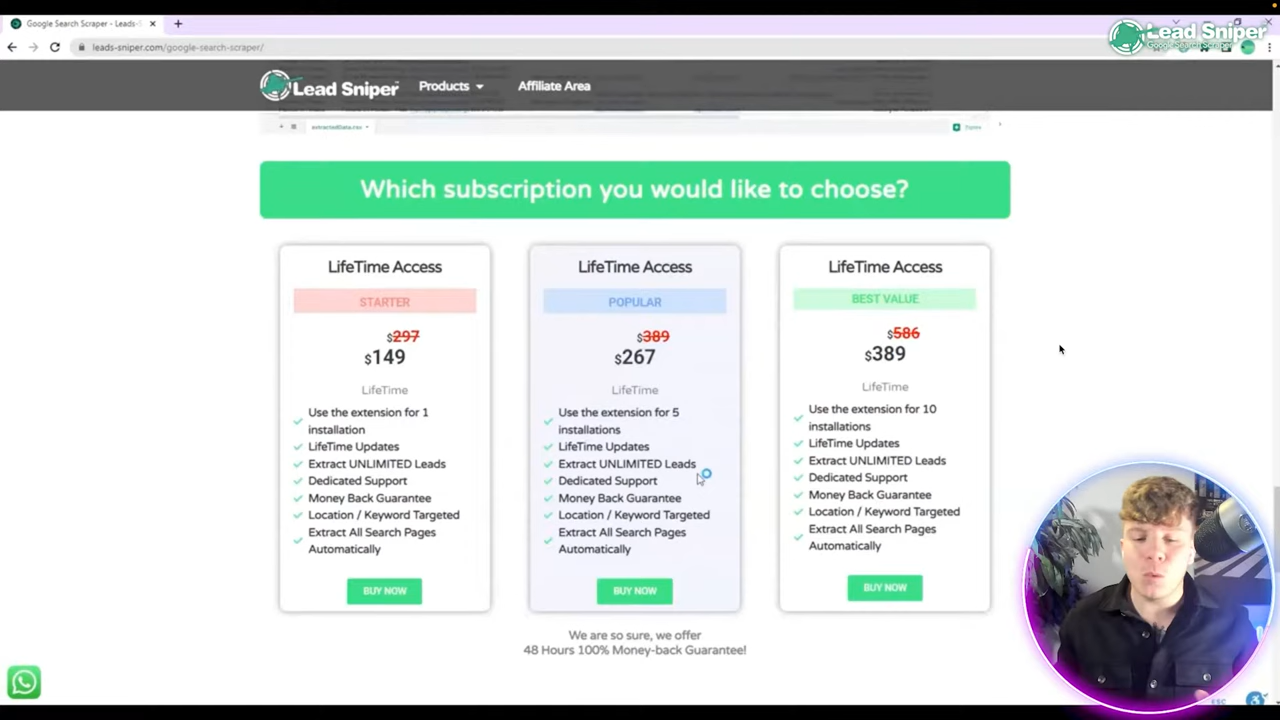 Google Search Scraper - Leads-
leads-sniper.com/google-search-scraper/
Lead Sniper
Google Search Scraper
Lead Sniper
Products
Affiliate Area
extractedData.csv
Which subscription you would like to choose?
LifeTime Access
STARTER
$297
$149
LifeTime
Use the extension for 1
installation
LifeTime Updates
Extract UNLIMITED Leads
Dedicated Support
Money Back Guarantee
Location / Keyword Targeted
Extract All Search Pages
Automatically
BUY NOW
LifeTime Access
POPULAR
$389
$267
LifeTime
Use the extension for 5
installations
LifeTime Updates
Extract UNLIMITED Leads
Dedicated Support
Money Back Guarantee
Location / Keyword Targeted
Extract All Search Pages
Automatically
BUY NOW
LifeTime Access
BEST VALUE
$586
$389
LifeTime
Use the extension for 10
installations
LifeTime Updates
Extract UNLIMITED Leads
Dedicated Support
Money Back Guarantee
Location / Keyword Targeted
Extract All Search Pages
Automatically
BUY NOW
We are so sure, we offer
48 Hours 100% Money-back Guarantee!